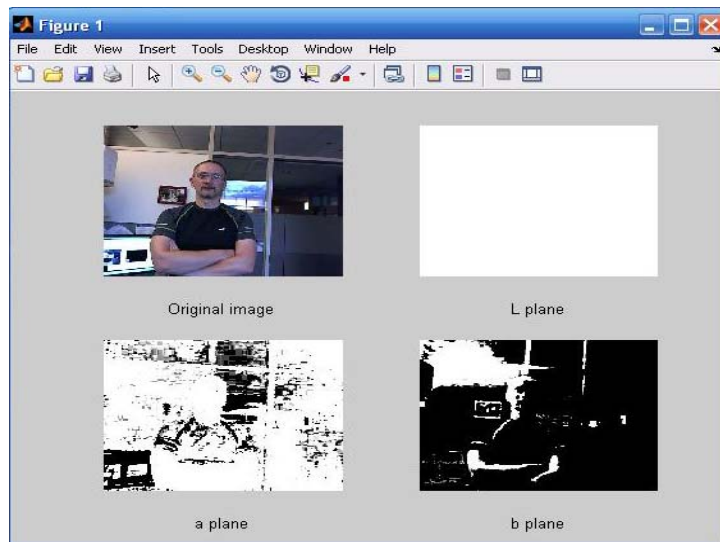 Figure 1
File Edit View Insert Tools Desktop Window Help
Original image
L plane
a plane
b plane